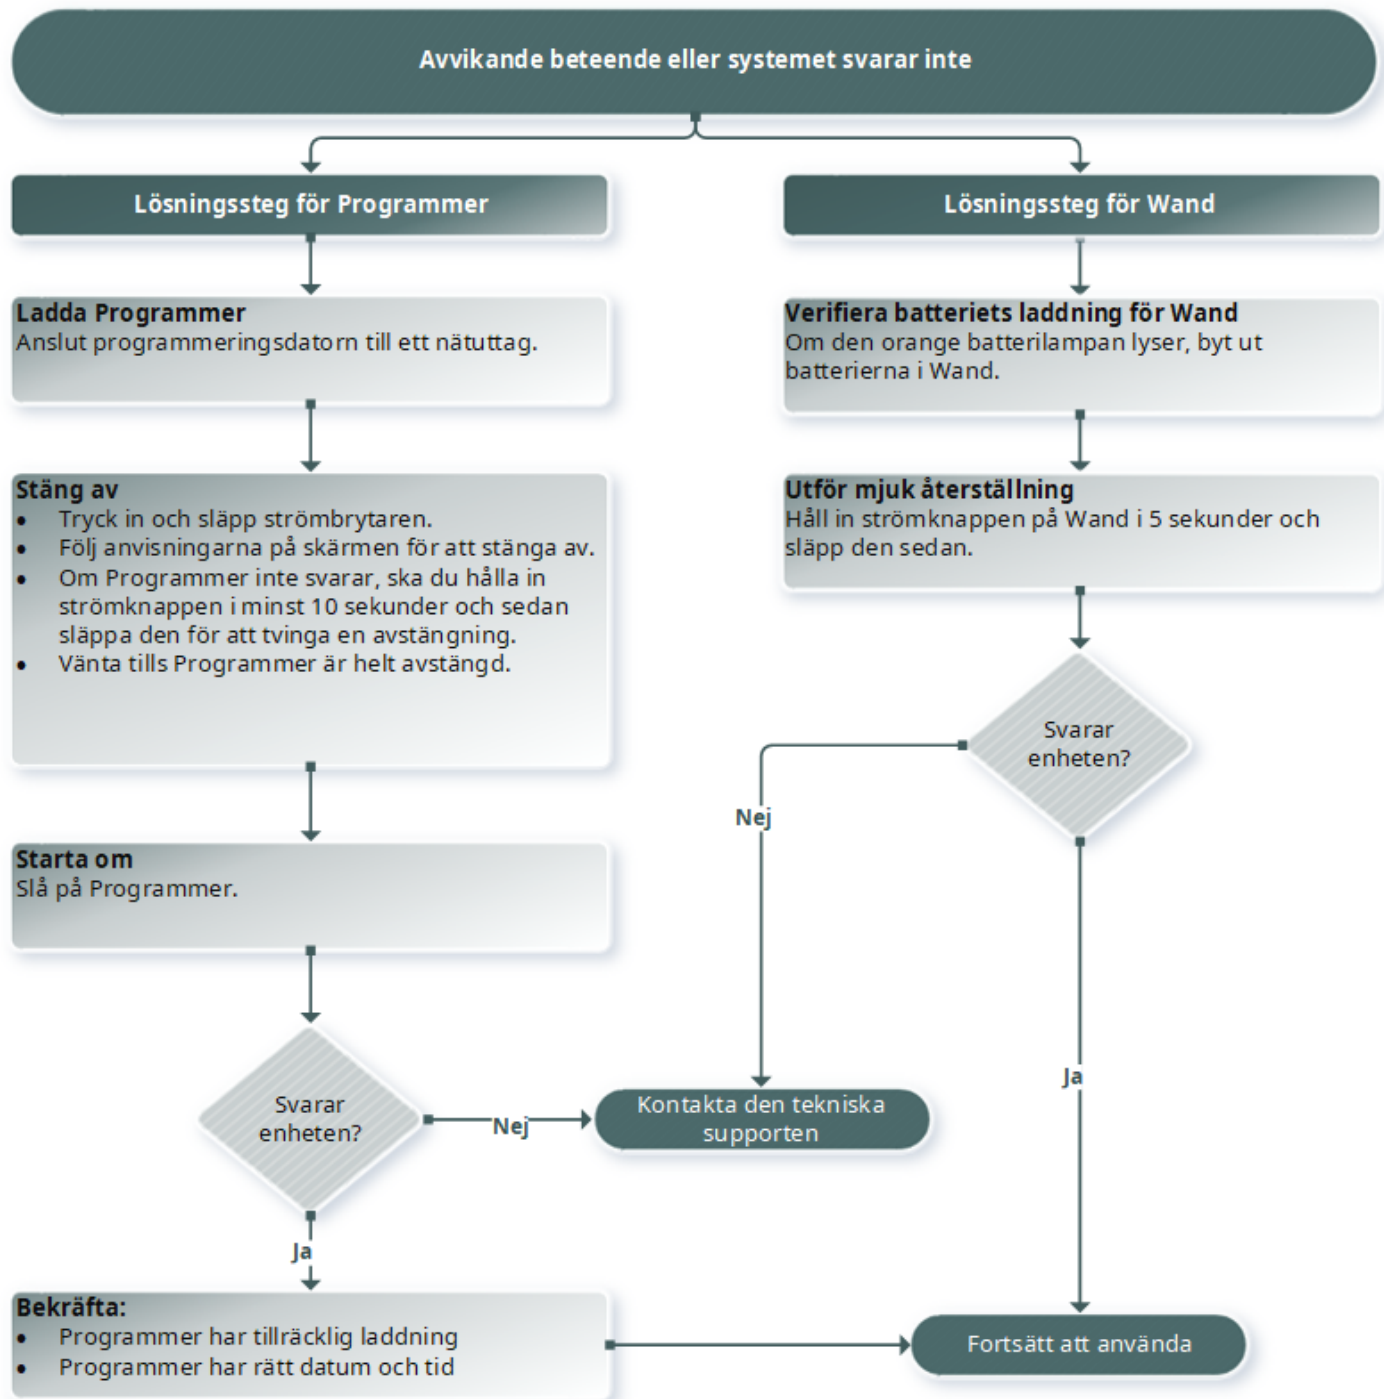 Avvikande beteende eller systemet svarar inte
Lösningssteg för Programmer
Ladda Programmer
Anslut programmeringsdatorn till ett nätuttag.
Stäng av
• Tryck in och släpp strömbrytaren.
• Följ anvisningarna på skärmen för att stänga av.
• Om Programmer inte svarar, ska du hålla in
strömknappen i minst 10 sekunder och sedan
släppa den för att tvinga en avstängning.
• Vänta tills Programmer är helt avstängd.
Starta om
Slå på Programmer.
Svarar
enheten?
Nej
Ja
Bekräfta:
• Programmer har tillräcklig laddning
• Programmer har rätt datum och tid
Lösningssteg för Wand
Verifiera batteriets laddning för Wand
Om den orange batterilampan lyser, byt ut
batterierna i Wand.
Utför mjuk återställning
Håll in strömknappen på Wand i 5 sekunder och
släpp den sedan.
Svarar
enheten?
Nej
Ja
Kontakta den tekniska
supporten
Fortsätt att använda